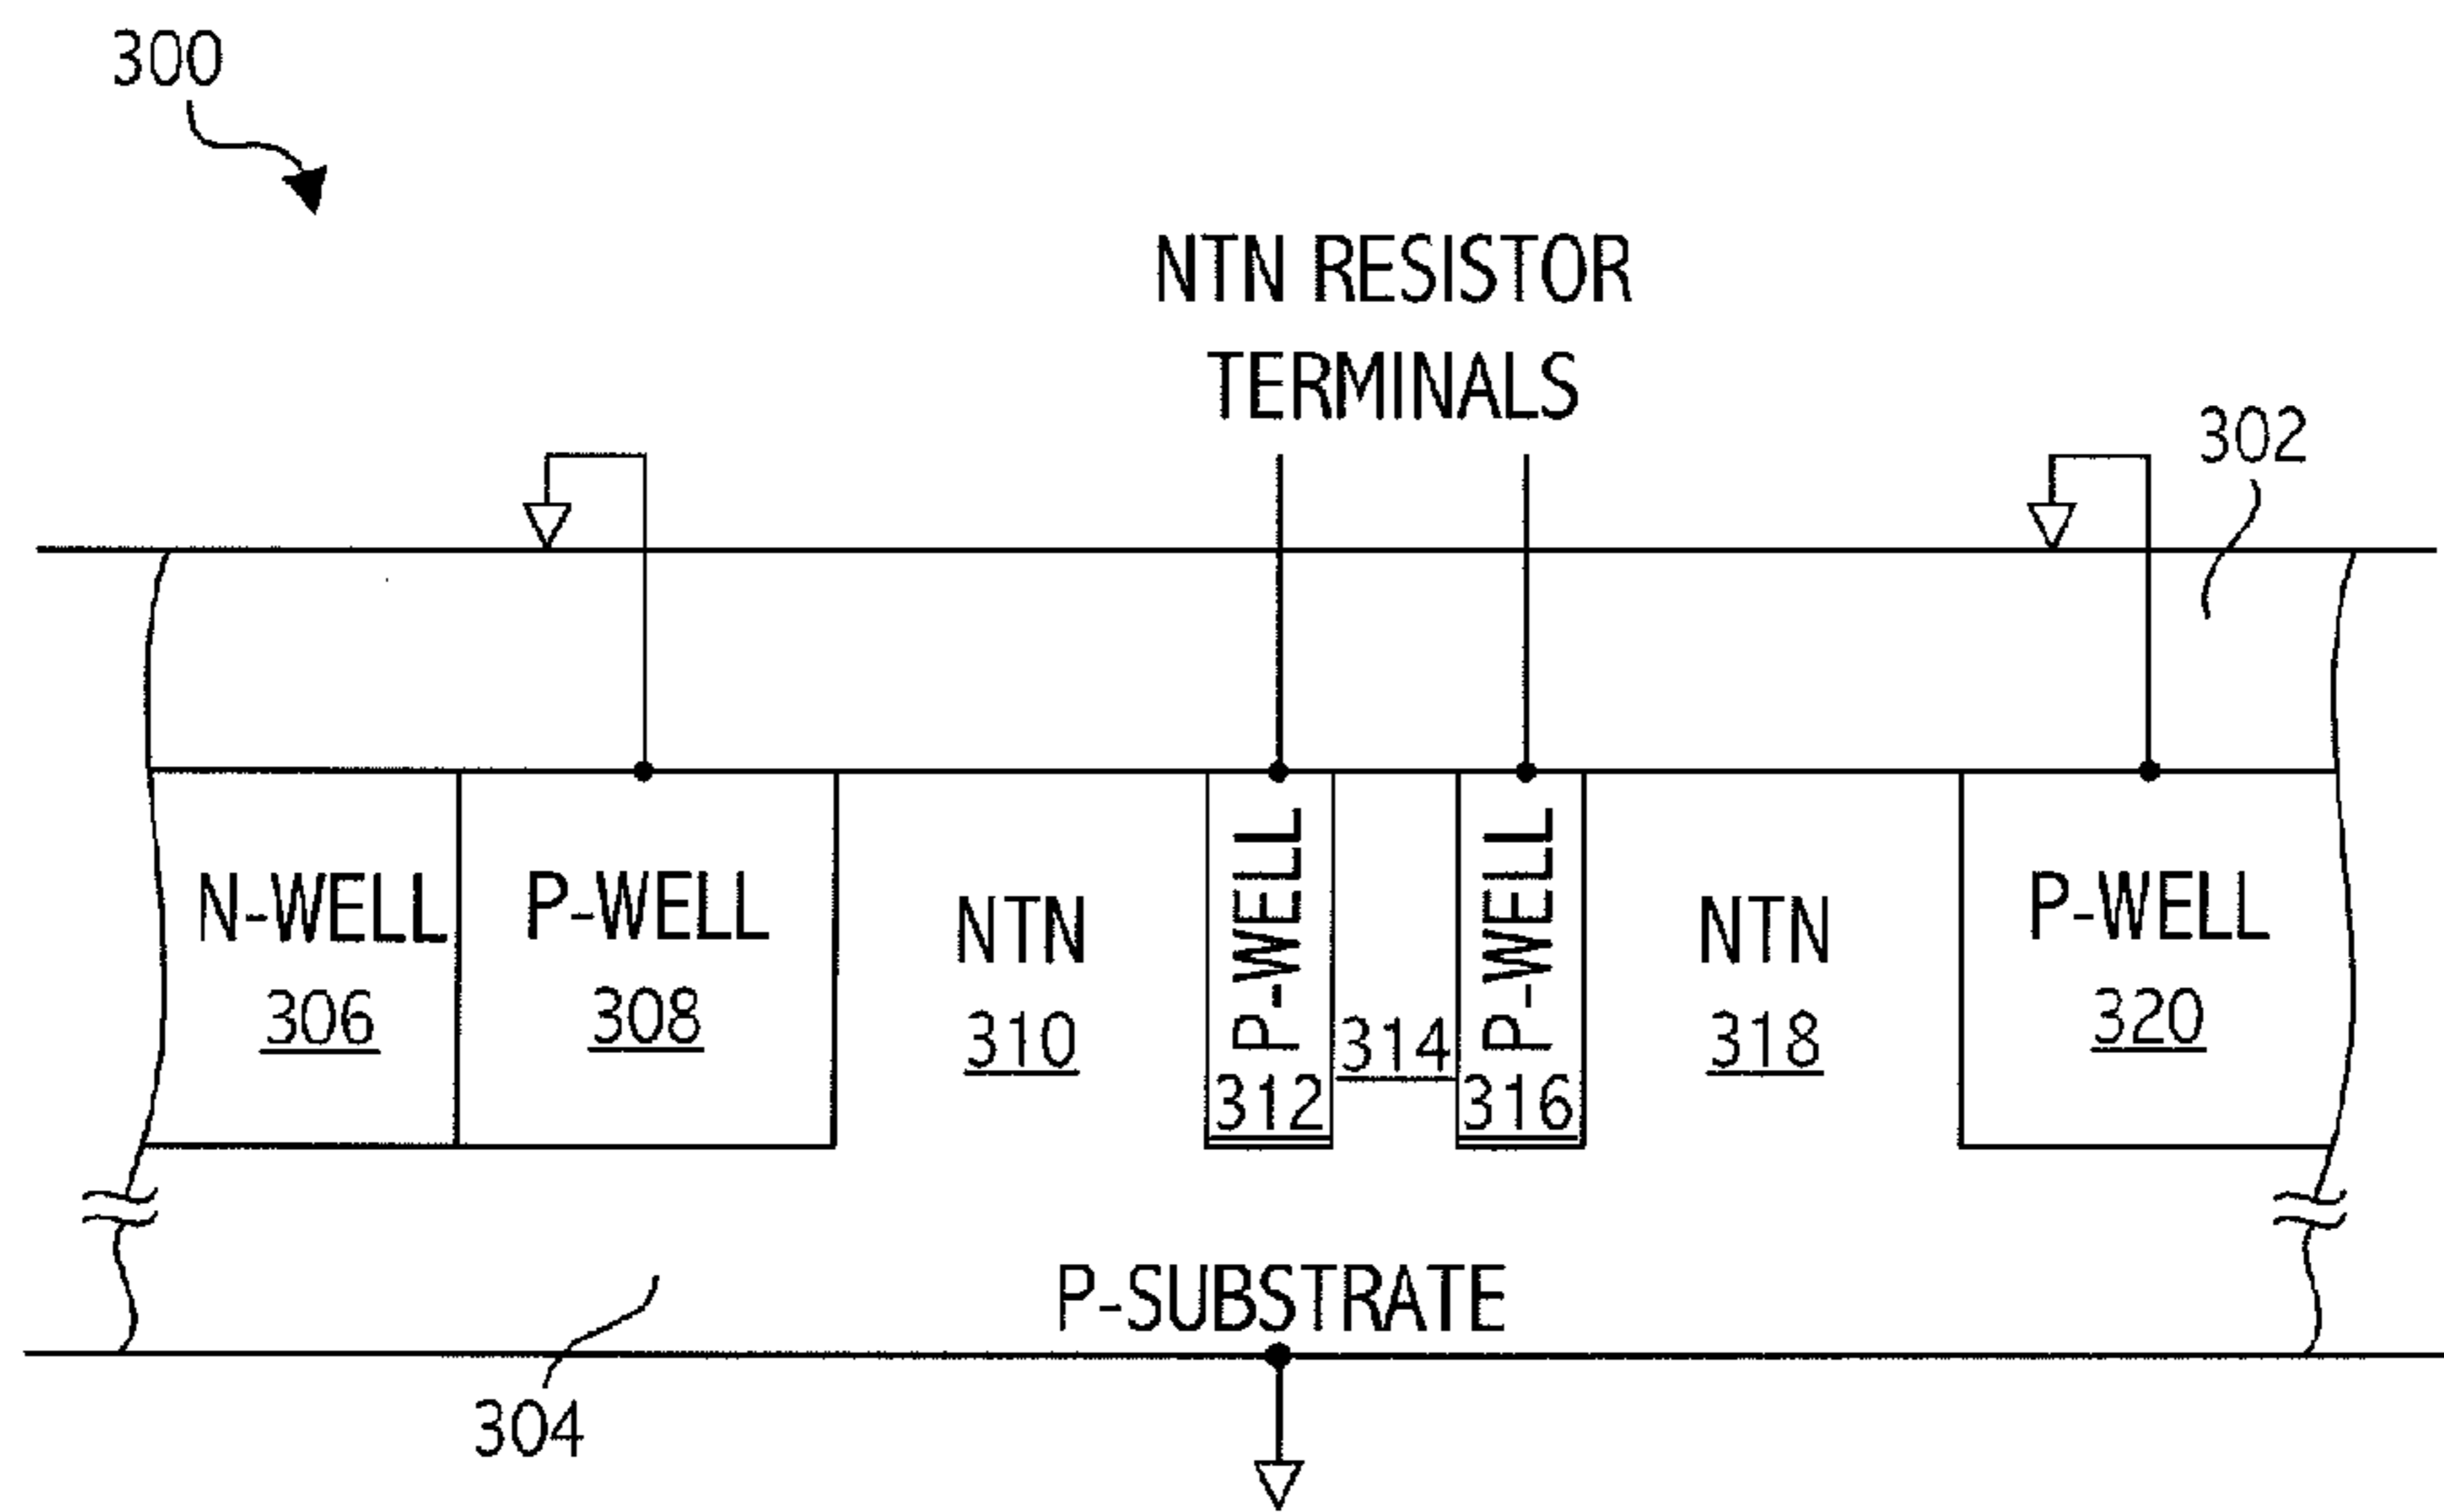 300
NTN RESISTOR
TERMINALS
302
N-WELL
306
P-WELL
308
NTN
310
P-WELL
312
314
P-WELL
316
NTN
318
P-WELL
320
P-SUBSTRATE
304